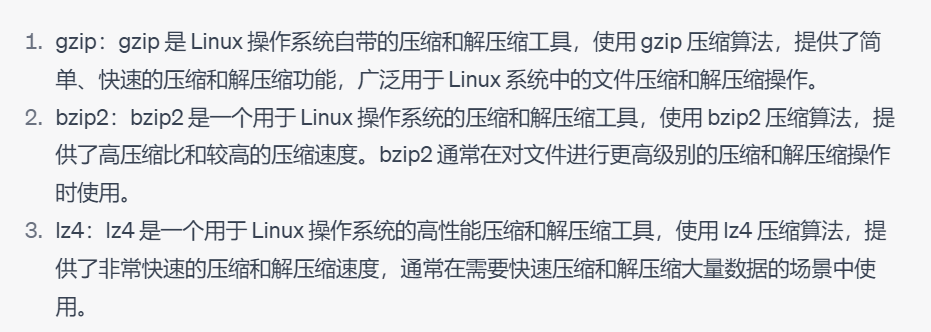 1. gzip：gzip 是 Linux 操作系统自带的压缩和解压缩工具，使用 gzip 压缩算法，提供了简
单、快速的压缩和解压缩功能，广泛用于 Linux 系统中的文件压缩和解压缩操作。
2. bzip2：bzip2 是一个用于 Linux 操作系统的压缩和解压缩工具，使用 bzip2 压缩算法，提
供了高压缩比和较高的压缩速度。bzip2 通常在对文件进行更高级别的压缩和解压缩操作
时使用。
3. lz4：lz4 是一个用于 Linux 操作系统的高性能压缩和解压缩工具，使用 lz4 压缩算法，提
供了非常快速的压缩和解压缩速度，通常在需要快速压缩和解压缩大量数据的场景中使
用。